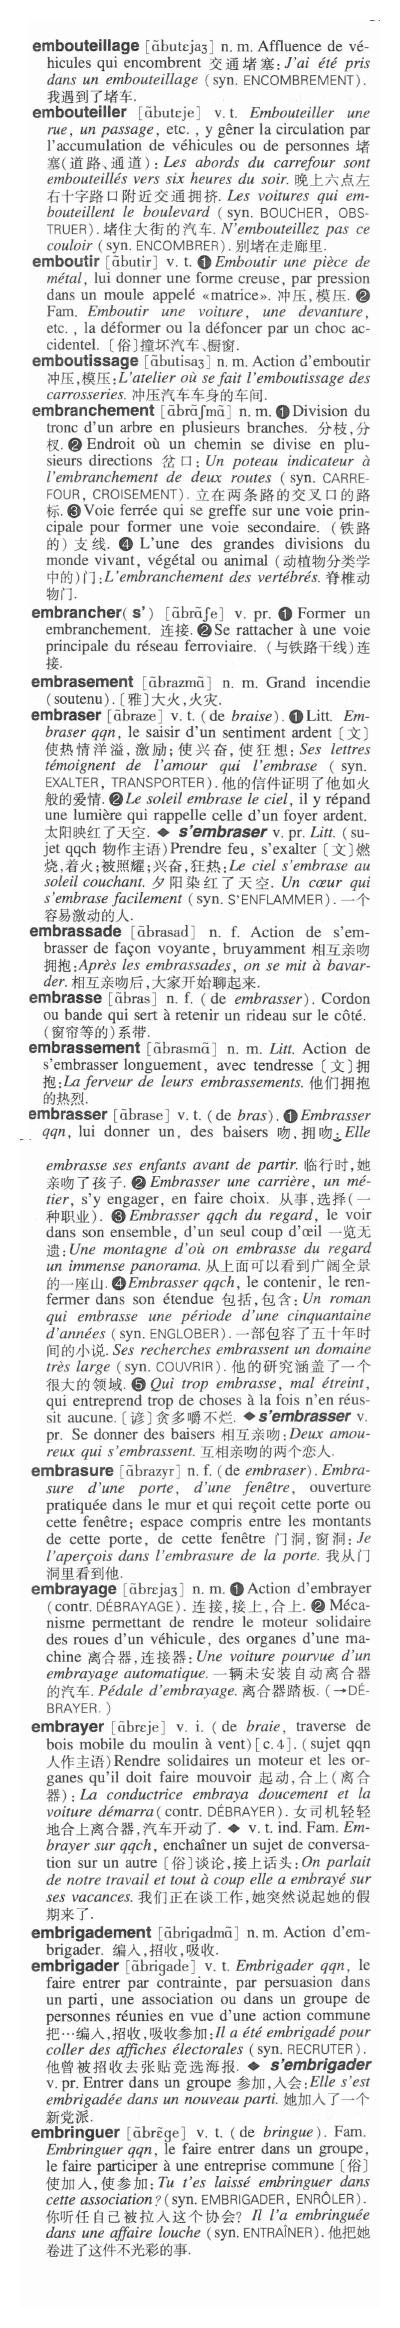 embouteillage [ɑ̃butɛjaʒ] n. m. Affluence de vé-
hicules qui encombrent 交通堵塞: J'ai été pris
dans un embouteillage (syn. ENCOMBREMENT).
我遇到了堵车.
embouteiller [ɑ̃buteje] v. t. Embouteiller une
rue, un passage, etc. , y gêner la circulation par
l'accumulation de véhicules ou de personnes 堵
塞(道路、通道): Les abords du carrefour sont
embouteillés vers six heures du soir. 晚上六点左
右十字路口附近交通拥挤. Les voitures qui em-
bouteillent le boulevard (syn. BOUCHER, OBS-
TRUER). 堵住大街的汽车. N'embouteillez pas ce
couloir (syn. ENCOMBRER). 别堵在走廊里.
emboutir [ɑ̃butir] v. t. ❶ Emboutir une pièce de
métal, lui donner une forme creuse, par pression
dans un moule appelé «matrice». 冲压,模压. ❷
Fam. Emboutir une voiture, une devanture,
etc. , la déformer ou la défoncer par un choc ac-
cidentel. [俗]撞坏汽车、橱窗.
emboutissage [ɑ̃butisaʒ] n. m. Action d'emboutir
冲压,模压:L'atelier où se fait l'emboutissage des
carrosseries. 冲压汽车车身的车间.
embranchement [ɑ̃brɑ̃ʃmɑ̃] n. m. ❶ Division du
tronc d'un arbre en plusieurs branches. 分枝,分
杈. ❷ Endroit où un chemin se divise en plu-
sieurs directions 岔口: Un poteau indicateur à
l'embranchement de deux routes (syn. CARRE-
FOUR, CROISEMENT). 立在两条路的交叉口的路
标. ❸ Voie ferrée qui se greffe sur une voie prin-
cipale pour former une voie secondaire. (铁路
的)支线. ❹ L'une des grandes divisions du
monde vivant, végétal ou animal (动植物分类学
中的)门:L'embranchement des vertébrés. 脊椎动
物门.
embrancher( s') [ɑ̃brɑ̃ʃe] v. pr. ❶ Former un
embranchement. 连接. ❷ Se rattacher à une voie
principale du réseau ferroviaire. (与铁路干线)连
接.
embrasement [ɑ̃brazmɑ̃] n. m. Grand incendie
(soutenu). [雅]大火,火灾.
embraser [ɑ̃braze] v. t. (de braise). ❶ Litt. Em-
braser qqn, le saisir d'un sentiment ardent [文]
使热情洋溢,激励;使兴奋,使狂想: Ses lettres
témoignent de l'amour qui l'embrase (syn.
EXALTER, TRANSPORTER). 他的信件证明了他如火
般的爱情. ❷ Le soleil embrase le ciel, il y répand
une lumière qui rappelle celle d'un foyer ardent.
太阳映红了天空. ◆ s'embraser v. pr. Litt. (su-
jet qqch 物作主语)Prendre feu, s'exalter [文]燃
烧,着火;被照耀;兴奋,狂热:Le ciel s'embrase au
soleil couchant. 夕阳染红了天空. Un cœur qui
s'embrase facilement (syn. S'ENFLAMMER). 一个
容易激动的人.
embrassade [ɑ̃brasad] n. f. Action de s'em-
brasser de façon voyante, bruyamment 相互亲吻
拥抱:Après les embrassades, on se mit à bavar-
der. 相互亲吻后,大家开始聊起来.
embrasse [ɑ̃bras] n. f. (de embrasser). Cordon
ou bande qui sert à retenir un rideau sur le côté.
(窗帘等的)系带.
embrassement [ɑ̃brasmɑ̃] n. m. Litt. Action de
s'embrasser longuement, avec tendresse [文]拥
抱:La ferveur de leurs embrassements. 他们拥抱
的热烈.
embrasser [ɑ̃brase] v. t. (de bras). ❶ Embrasser
qqn, lui donner un, des baisers 吻,拥吻: Elle
embrasse ses enfants avant de partir. 临行时,她
亲吻了孩子. ❷ Embrasser une carrière, un mé-
tier, s'y engager, en faire choix. 从事,选择(一
种职业). ❸ Embrasser qqch du regard, le voir
dans son ensemble, d'un seul coup d'œil 一览无
遗: Une montagne d'où on embrasse du regard
un immense panorama. 从上面可以看到广阔全景
的一座山. ❹ Embrasser qqch, le contenir, le ren-
fermer dans son étendue 包括,包含: Un roman
qui embrasse une période d'une cinquantaine
d'années (syn. ENGLOBER). 一部包容了五十年时
间的小说. Ses recherches embrassent un domaine
très large (syn. COUVRIR). 他的研究涵盖了一个
很大的领域. ❺ Qui trop embrasse, mal étreint,
qui entreprend trop de choses à la fois n'en réus-
sit aucune. [谚]贪多嚼不烂. ◆ s'embrasser v.
pr. Se donner des baisers 相互亲吻:Deux amou-
reux qui s'embrassent. 互相亲吻的两个恋人.
embrasure [ɑ̃brazyr] n. f. (de embraser). Embra-
sure d'une porte, d'une fenêtre, ouverture
pratiquée dans le mur et qui reçoit cette porte ou
cette fenêtre; espace compris entre les montants
de cette porte, de cette fenêtre 门洞,窗洞: Je
l'aperçois dans l'embrasure de la porte. 我从门
洞里看到他.
embrayage [ɑ̃brɛjaʒ] n. m. ❶ Action d'embrayer
(contr. DÉBRAYAGE). 连接,接上,合上. ❷ Méca-
nisme permettant de rendre le moteur solidaire
des roues d'un véhicule, des organes d'une ma-
chine 离合器,连接器: Une voiture pourvue d'un
embrayage automatique. 一辆未安装自动离合器
的汽车. Pédale d'embrayage. 离合器踏板. (→DÉ-
BRAYER. )
embrayer [ɑ̃breje] v. i. (de braie, traverse de
bois mobile du moulin à vent)[c. 4]. (sujet qqn
人作主语)Rendre solidaires un moteur et les or-
ganes qu'il doit faire mouvoir 起动,合上(离合
器): La conductrice embraya doucement et la
voiture démarra(contr. DÉBRAYER). 女司机轻轻
地合上离合器,汽车开动了. ◆ v. t. ind. Fam. Em-
brayer sur qqch, enchaîner un sujet de conversa-
tion sur un autre [俗]谈论,接上话头:On parlait
de notre travail et tout à coup elle a embrayé sur
ses vacances. 我们正在谈工作,她突然说起她的假
期来了.
embrigadement [ɑ̃brigadmɑ̃] n. m. Action d'em-
brigader. 编入,招收,吸收.
embrigader [ɑ̃brigade] v. t. Embrigader qqn, le
faire entrer par contrainte, par persuasion dans
un parti, une association ou dans un groupe de
personnes réunies en vue d'une action commune
把…编入,招收,吸收参加:Il a été embrigadé pour
coller des affiches électorales (syn. RECRUTER).
他曾被招收去张贴竞选海报. ◆ s'embrigader
v. pr. Entrer dans un groupe 参加,入会:Elle s'est
embrigadée dans un nouveau parti. 她加入了一个
新党派.
embringuer [ɑ̃brɛ̃ge] v. t. (de bringue). Fam.
Embringuer qqn, le faire entrer dans un groupe,
le faire participer à une entreprise commune [俗]
使加入,使参加: Tu t'es laissé embringuer dans
cette association? (syn. EMBRIGADER, ENRÔLER).
你听任自己被拉入这个协会? Il l'a embringuée
dans une affaire louche (syn. ENTRAÎNER). 他把她
卷进了这件不光彩的事.